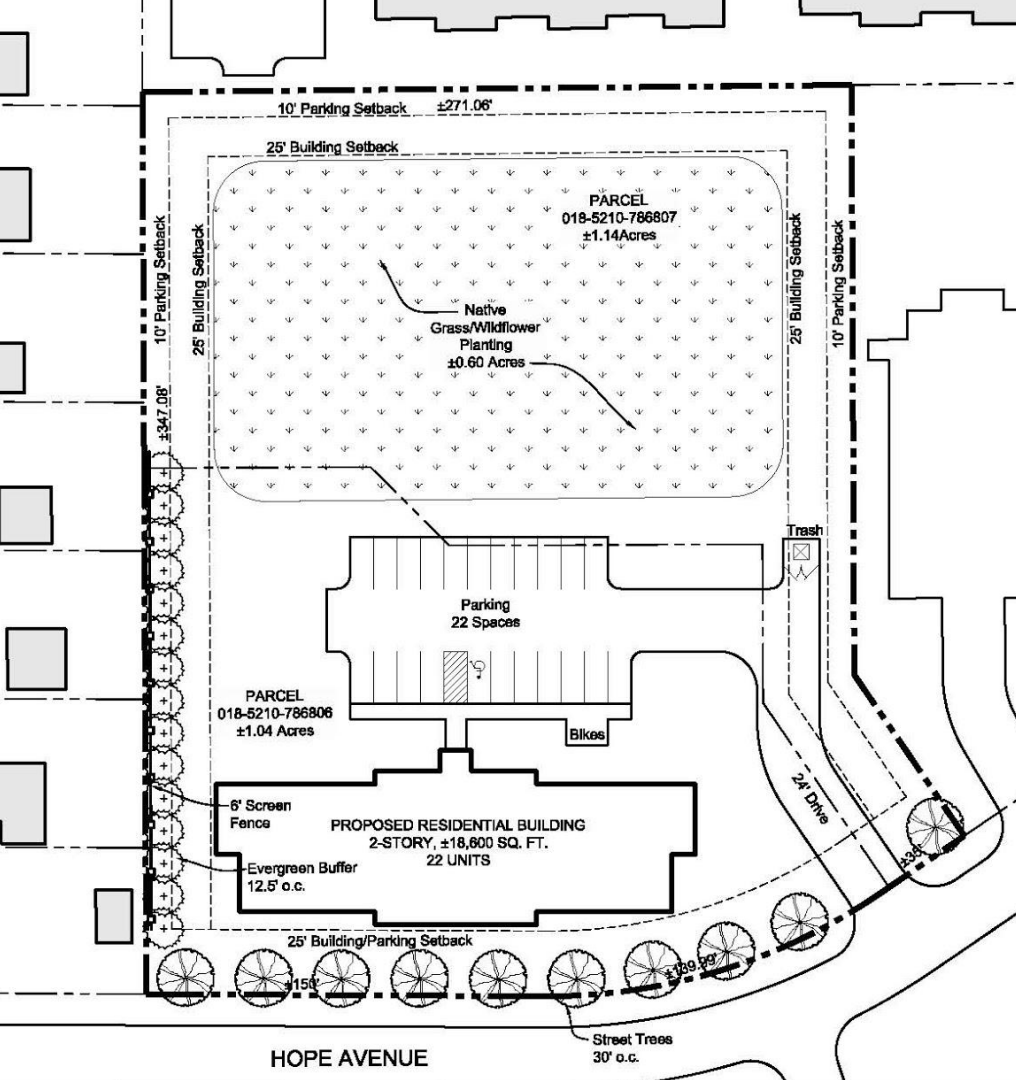 10' Parking Setback
±271.06'
25' Building Setback
PARCEL
018-5210-786807
±1.14Acres
10' Parking Setback
25' Building Setback
25' Building Setback
10' Parking Setback
Native
Grass/Wildflower
Planting
±0.60 Acres
±347.08'
Trash
Parking
22 Spaces
PARCEL
018-5210-786806
±1.04 Acres
Bikes
24' Drive
6' Screen
Fence
PROPOSED RESIDENTIAL BUILDING
2-STORY, ±18,600 SQ. FT.
22 UNITS
Evergreen Buffer
12.5' o.c.
±35'
25' Building/Parking Setback
±150'
±139.99'
Street Trees
30' o.c.
HOPE AVENUE